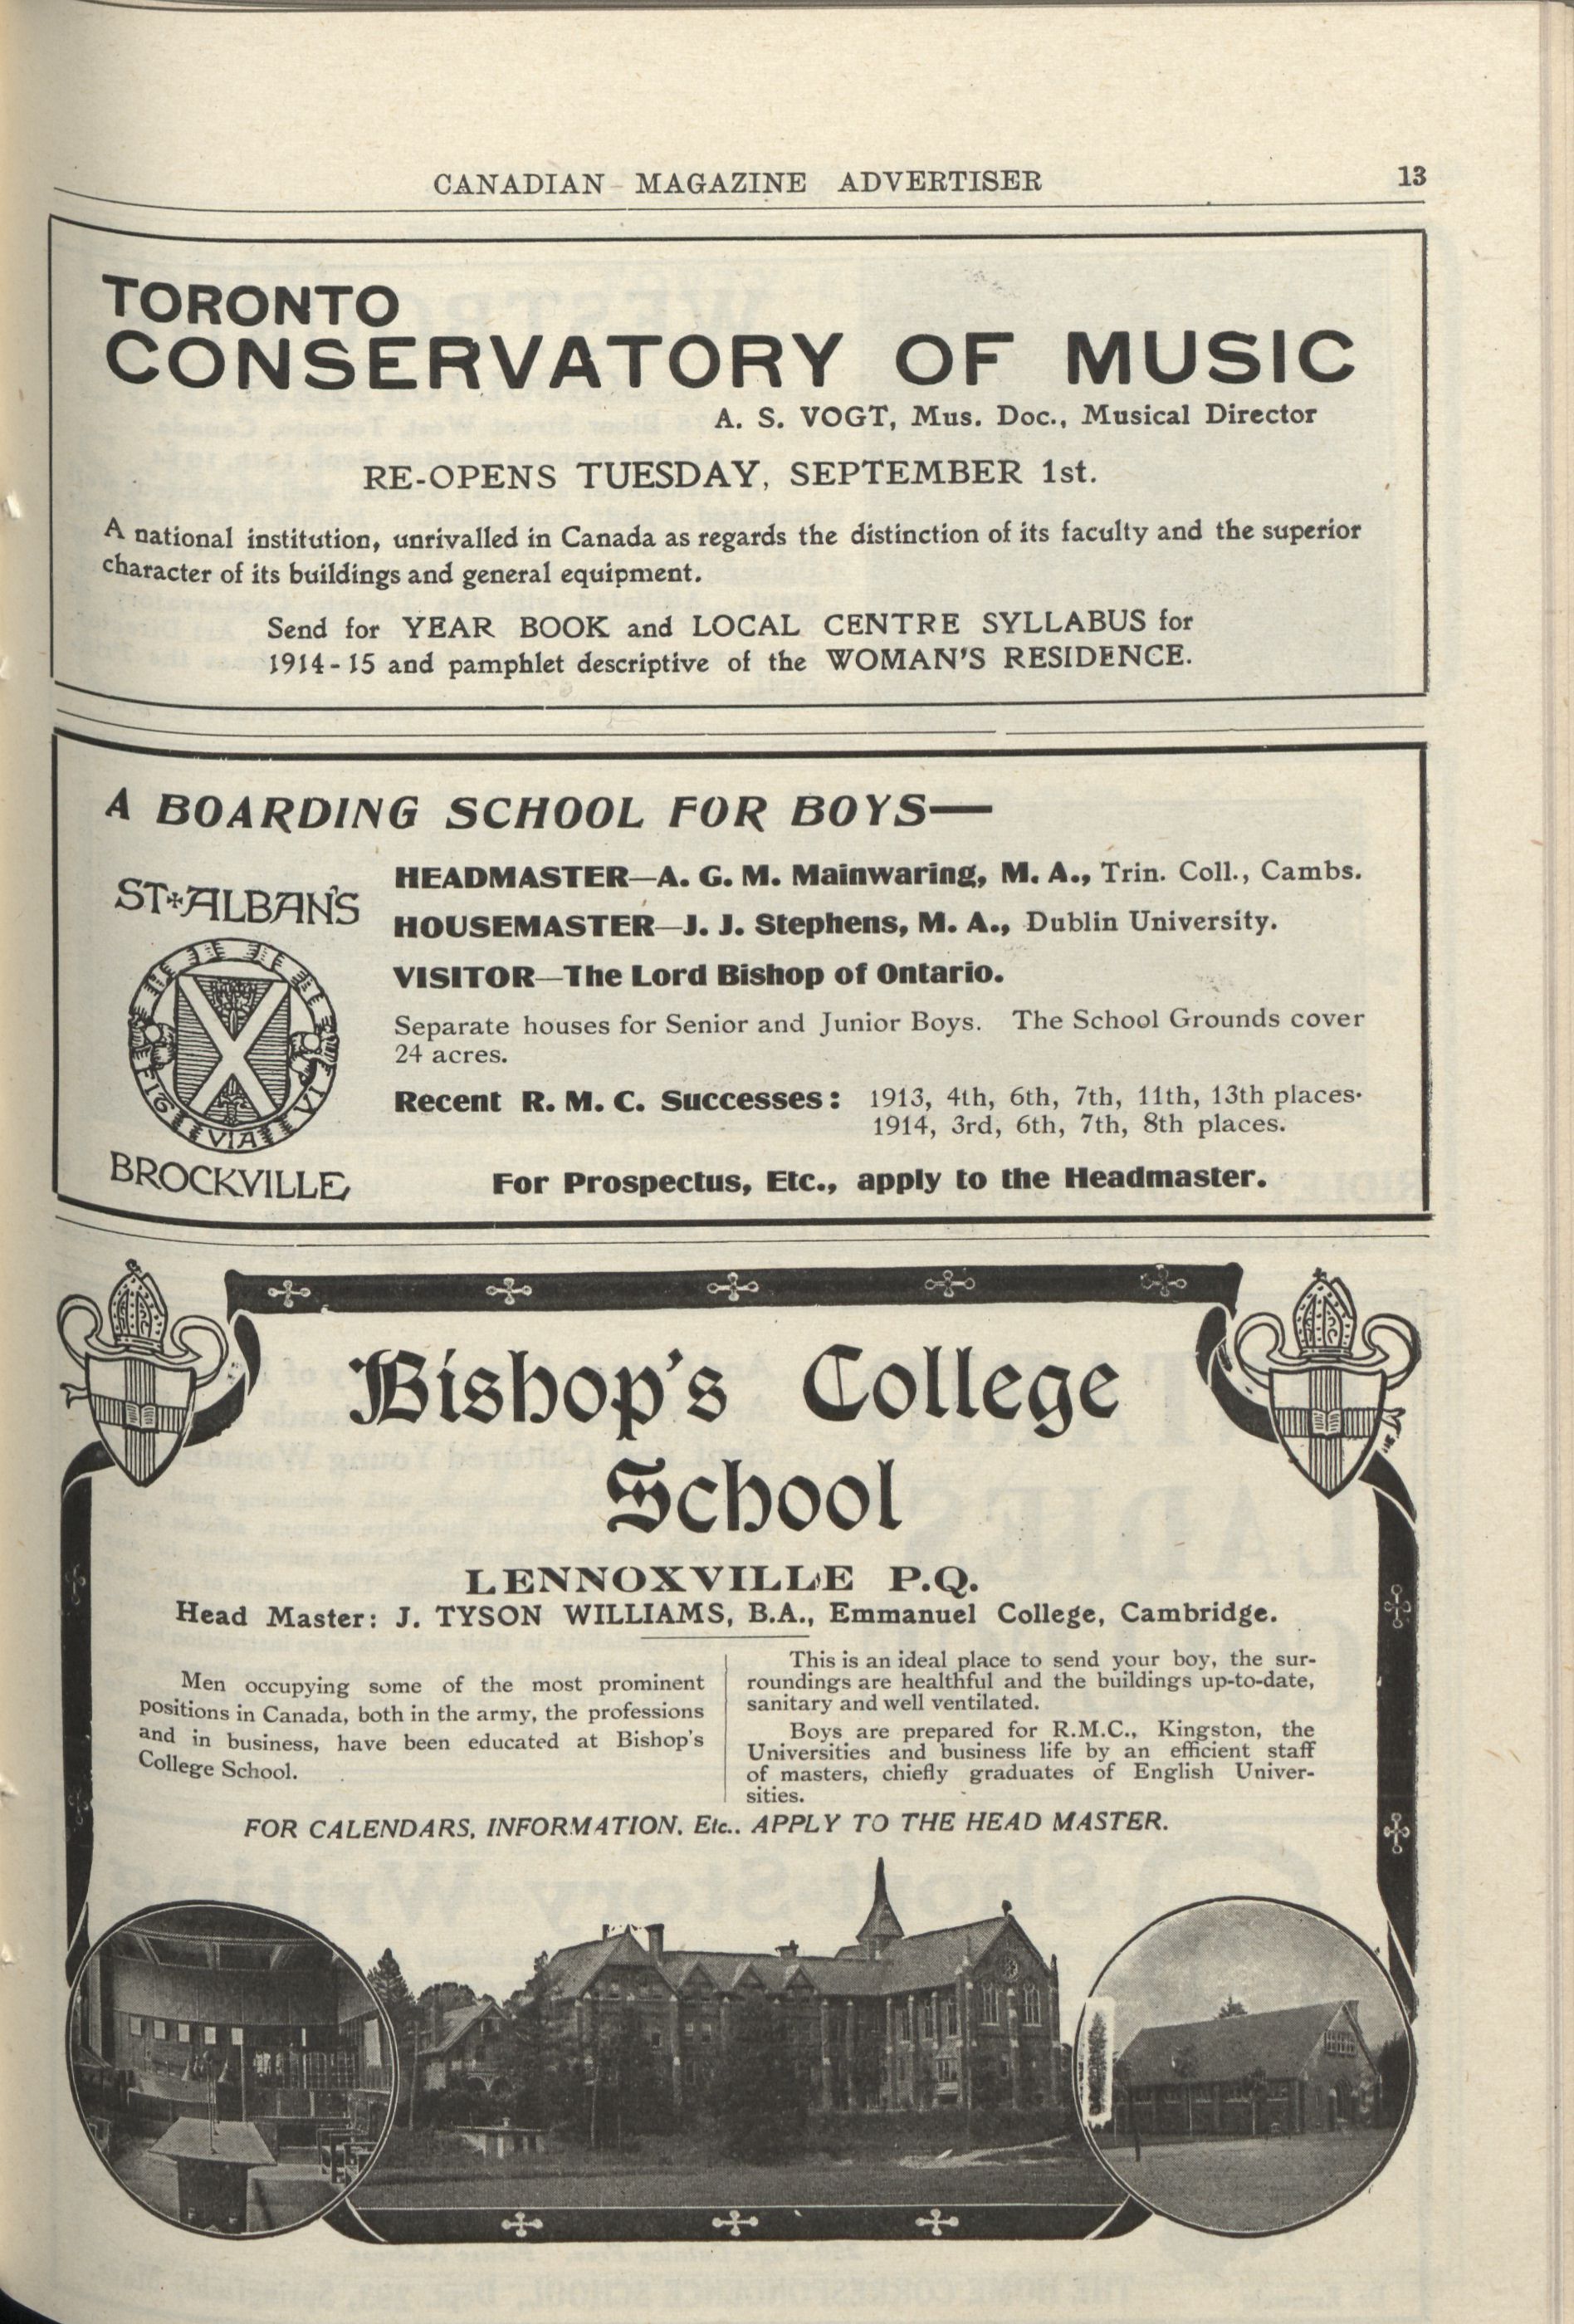 CANADIAN MAGAZINE ADVERTISER 13
TORONTO
CONSERVATORY OF MUSIC
A. S. VOGT, Mus. Doc., Musical Director
RE-OPENS TUESDAY, SEPTEMBER 1st.
A national institution, unrivalled in Canada as regards the distinction of its faculty and the superior
character of its buildings and general equipment.
Send for YEAR BOOK and LOCAL CENTRE SYLLABUS for
1914-15 and pamphlet descriptive of the WOMAN'S RESIDENCE.
A BOARDING SCHOOL FOR BOYS—
ST ALBAN'S
VIA
BROCKVILLE
HEADMASTER—A. G. M. Mainwaring, M. A., Trin. Coll., Cambs.
HOUSEMASTER—J. J. Stephens, M. A., Dublin University.
VISITOR—The Lord Bishop of Ontario.
Separate houses for Senior and Junior Boys. The School Grounds cover
24 acres.
Recent R. M. C. Successes: 1913, 4th, 6th, 7th, 11th, 13th places.
1914, 3rd, 6th, 7th, 8th places.
For Prospectus, Etc., apply to the Headmaster.
Bishop's College
School
LENNOXVILLE P.Q.
Head Master: J. TYSON WILLIAMS, B.A., Emmanuel College, Cambridge.
Men occupying some of the most prominent
positions in Canada, both in the army, the professions
and in business, have been educated at Bishop's
College School.
This is an ideal place to send your boy, the sur-
roundings are healthful and the buildings up-to-date,
sanitary and well ventilated.
Boys are prepared for R.M.C., Kingston, the
Universities and business life by an efficient staff
of masters, chiefly graduates of English Univer-
sities.
FOR CALENDARS, INFORMATION, Etc.. APPLY TO THE HEAD MASTER.